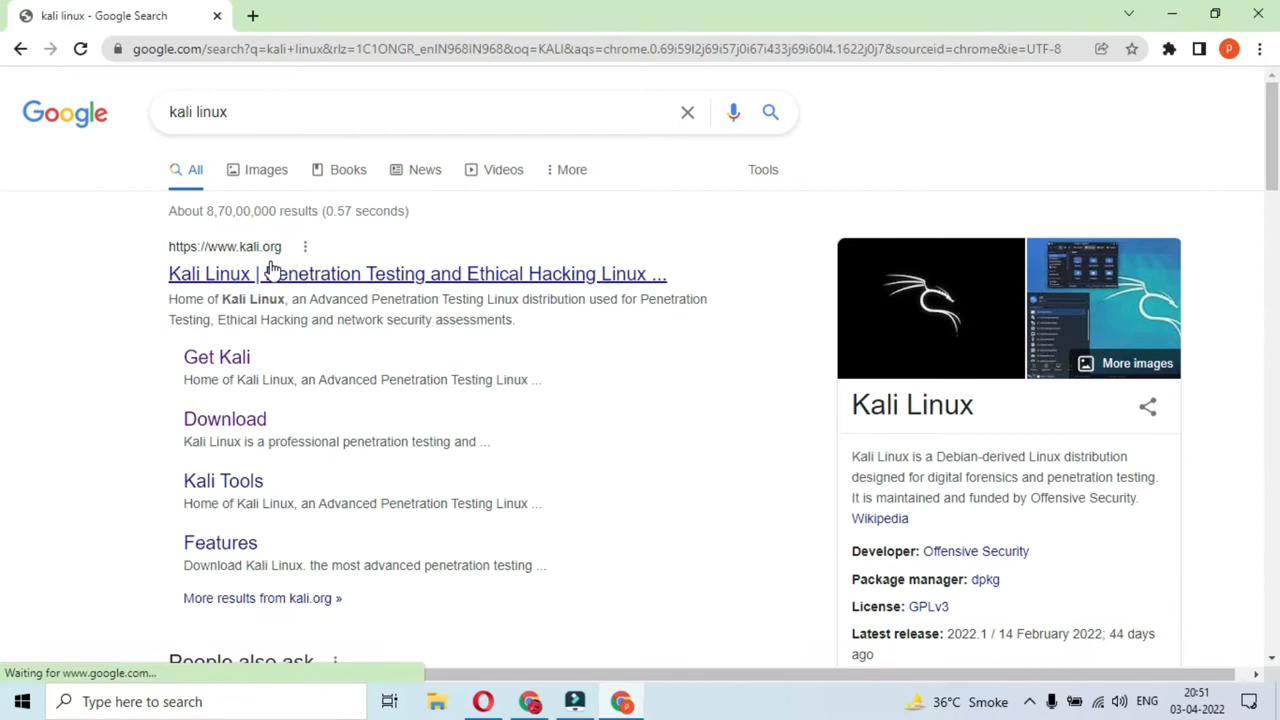 kali linux - Google Search
google.com/search?q=kali+linux&rlz=1C1ONGR_enIN968IN968&oq=KALI&aqs=chrome.0.69i59l2j69i57j0i67i433j69i60l4.1622j0j7&sourceid=chrome&ie=UTF-8
P
Google
kali linux
All
Images
Books
News
Videos
More
Tools
About 8,70,00,000 results (0.57 seconds)
https://www.kali.org
Kali Linux | Penetration Testing and Ethical Hacking Linux ...
Home of Kali Linux, an Advanced Penetration Testing Linux distribution used for Penetration
Testing, Ethical Hacking and network security assessments.
Get Kali
Home of Kali Linux, an Advanced Penetration Testing Linux ...
Download
Kali Linux is a professional penetration testing and ...
Kali Tools
Home of Kali Linux, an Advanced Penetration Testing Linux ...
Features
Download Kali Linux. the most advanced penetration testing ...
More results from kali.org »
People also ask
More images
Kali Linux
Kali Linux is a Debian-derived Linux distribution
designed for digital forensics and penetration testing.
It is maintained and funded by Offensive Security.
Wikipedia
Developer: Offensive Security
Package manager: dpkg
License: GPLv3
Latest release: 2022.1 / 14 February 2022; 44 days
ago
Waiting for www.google.com...
Type here to search
36°C Smoke
ENG
20:51
03-04-2022